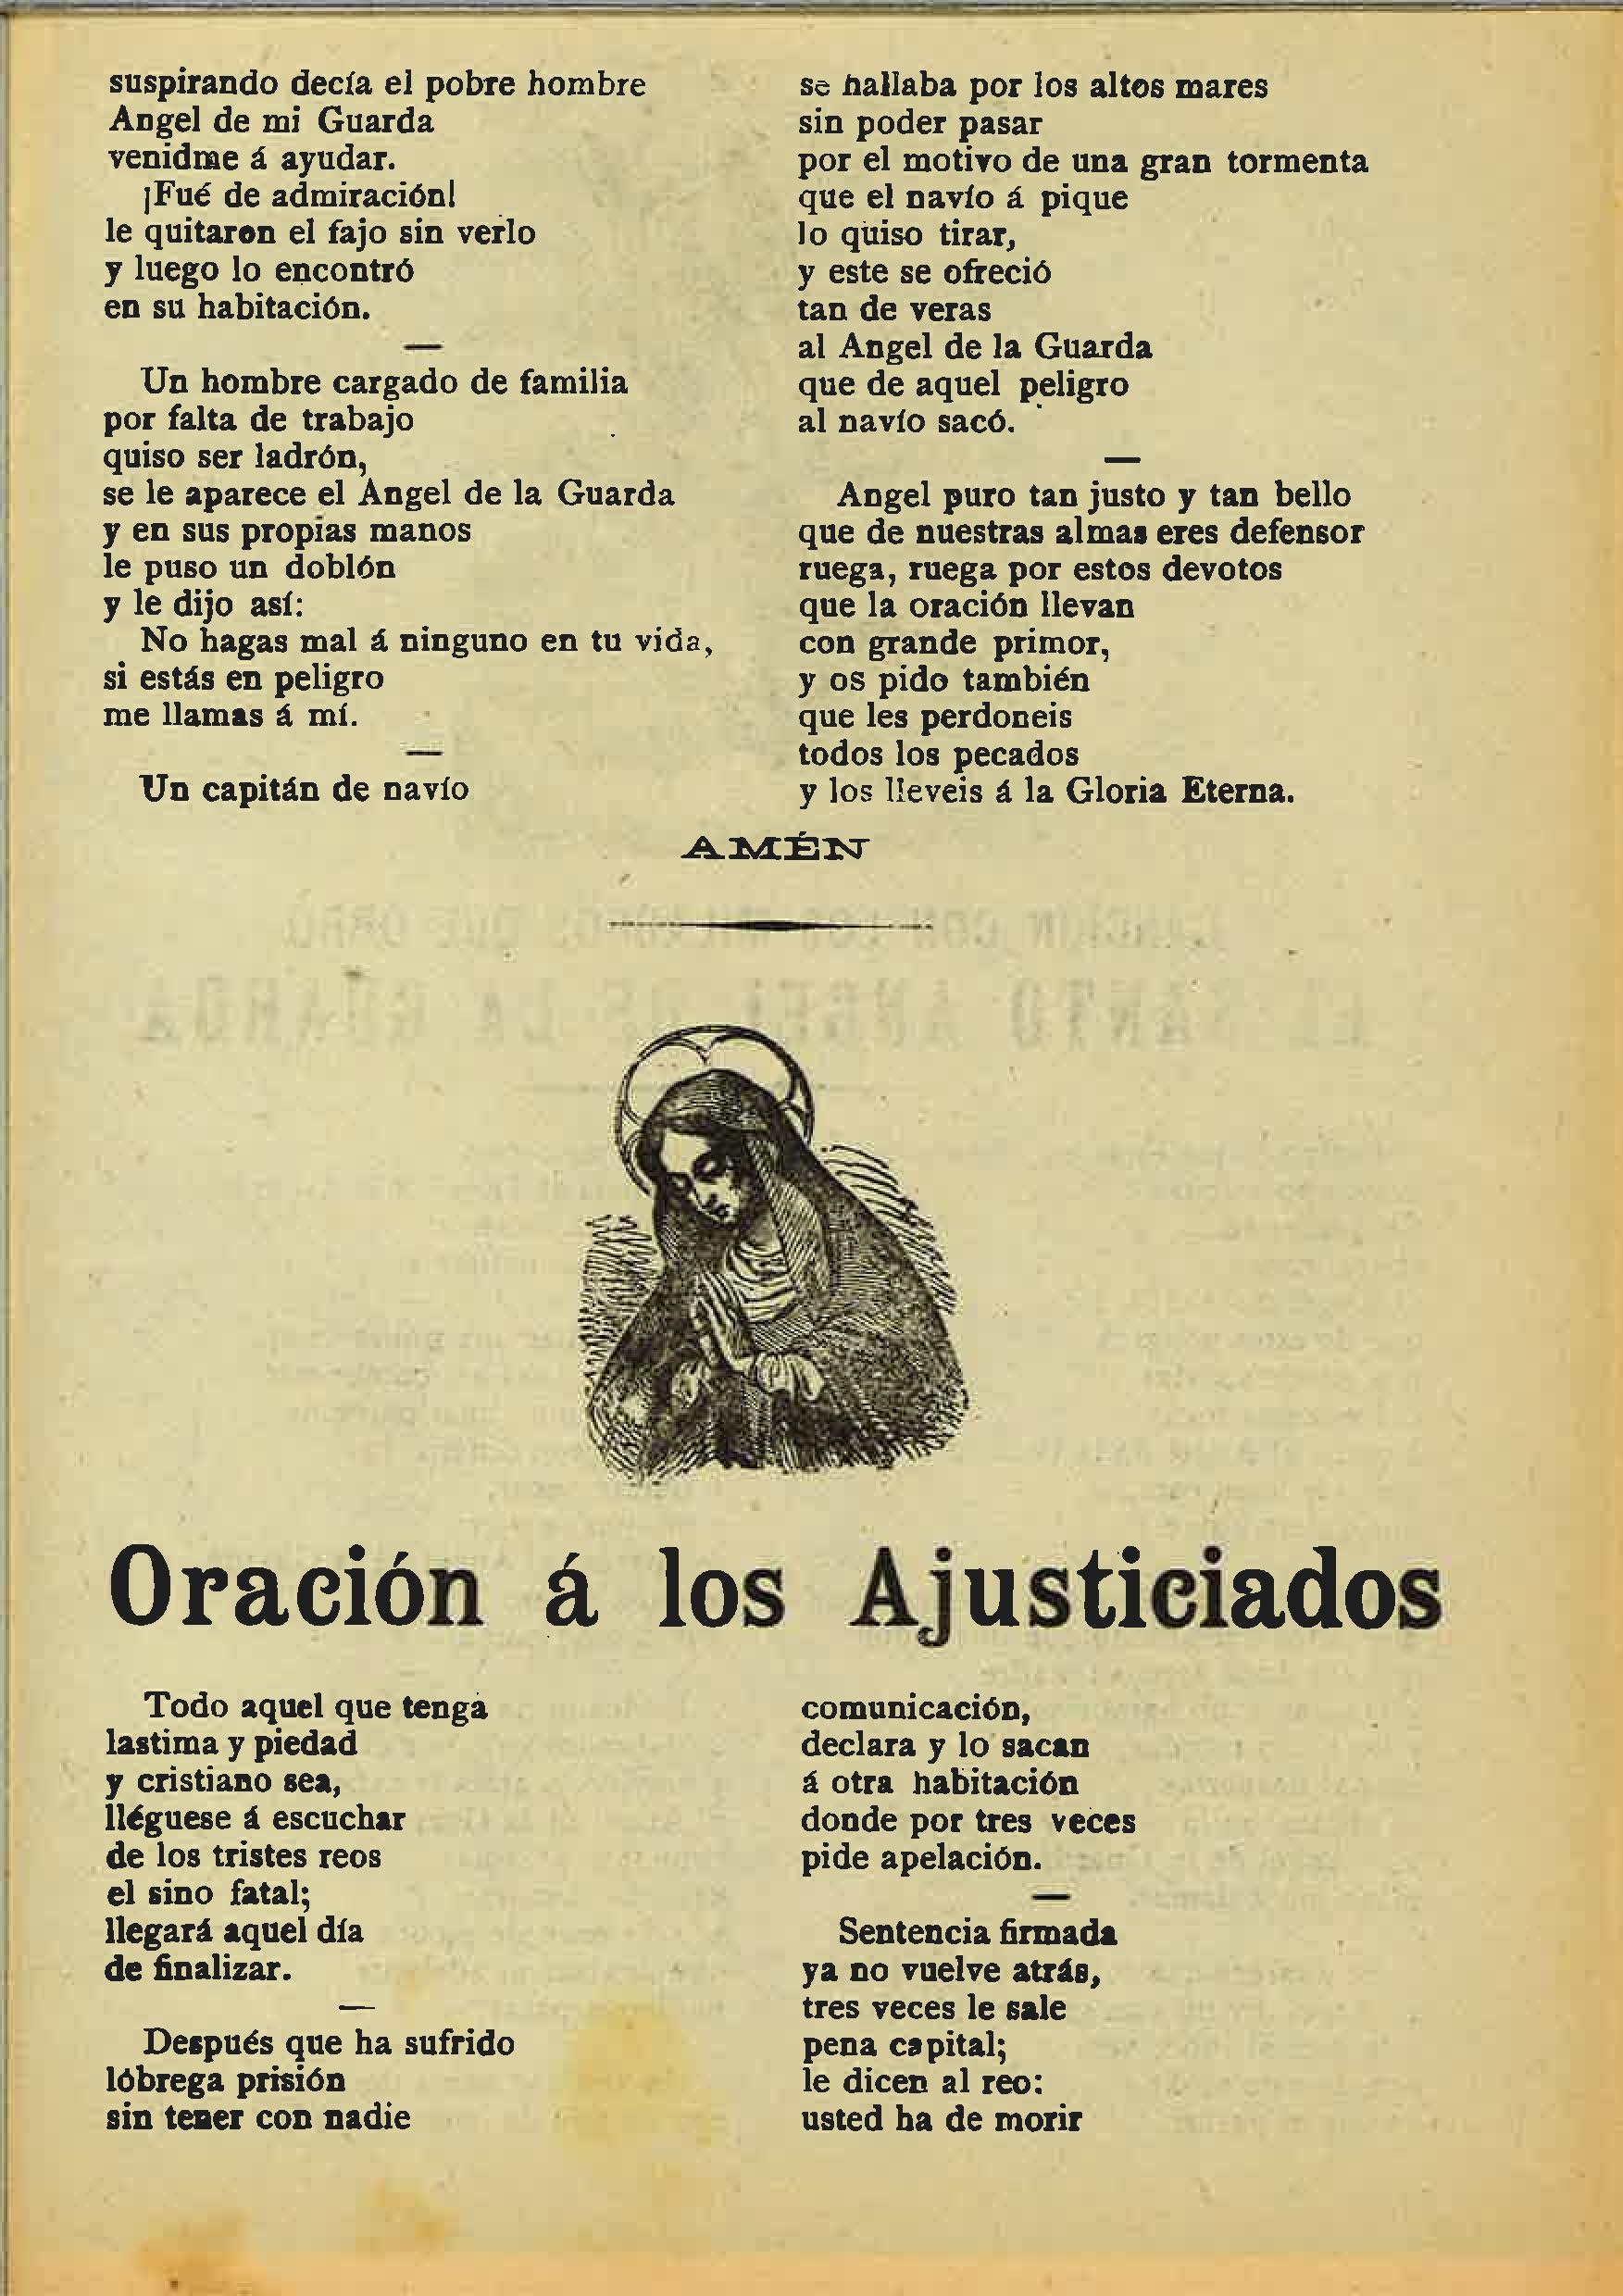 suspirando decía el pobre hombre
Angel de mi Guarda
venidme á ayudar.
¡Fué de admiración!
le quitaron el fajo sin verlo
y luego lo encontró
en su habitación.
—
Un hombre cargado de familia
por falta de trabajo
quiso ser ladrón,
se le aparece el Angel de la Guarda
y en sus propias manos
le puso un doblón
y le dijo así:
No hagas mal á ninguno en tu vida,
si estás en peligro
me llamas á mí.
—
Un capitán de navío
se hallaba por los altos mares
sin poder pasar
por el motivo de una gran tormenta
que el navío á pique
lo quiso tirar,
y este se ofreció
tan de veras
al Angel de la Guarda
que de aquel peligro
al navío sacó.
—
Angel puro tan justo y tan bello
que de nuestras almas eres defensor
ruega, ruega por estos devotos
que la oración llevan
con grande primor,
y os pido también
que les perdoneis
todos los pecados
y los lleveis á la Gloria Eterna.
AMÉN
Oración á los Ajusticiados
Todo aquel que tenga
lastima y piedad
y cristiano sea,
lléguese á escuchar
de los tristes reos
el sino fatal;
llegará aquel día
de finalizar.
—
Después que ha sufrido
lóbrega prisión
sin tener con nadie
comunicación,
declara y lo sacan
á otra habitación
donde por tres veces
pide apelación.
—
Sentencia firmada
ya no vuelve atrás,
tres veces le sale
pena capital;
le dicen al reo:
usted ha de morir